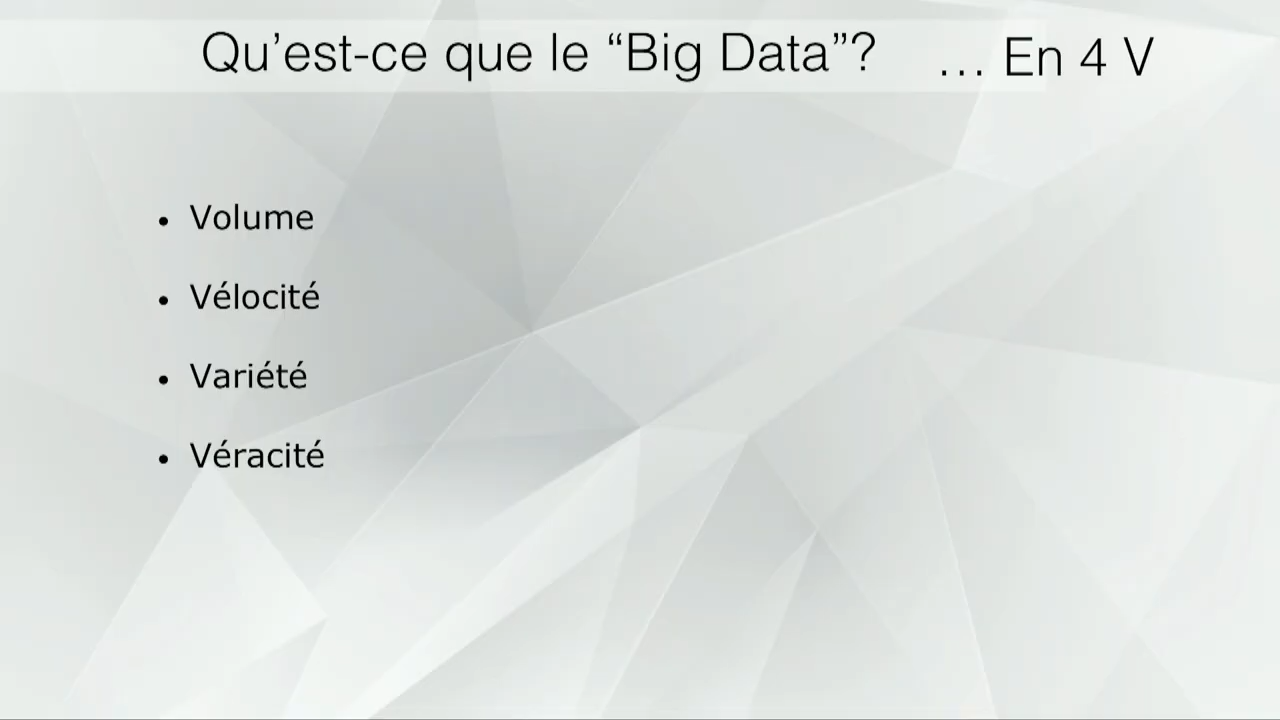 Qu’est-ce que le “Big Data”? … En 4 V
• Volume
• Vélocité
• Variété
• Véracité